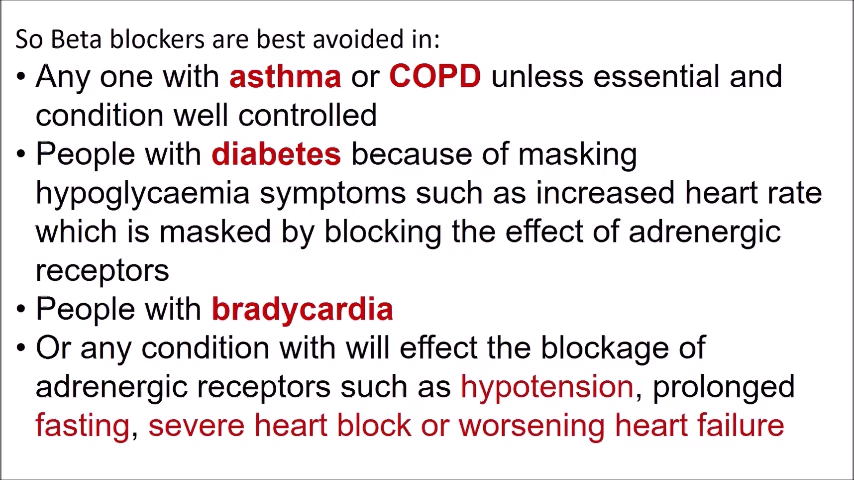 So Beta blockers are best avoided in:
• Any one with asthma or COPD unless essential and
condition well controlled
• People with diabetes because of masking
hypoglycaemia symptoms such as increased heart rate
which is masked by blocking the effect of adrenergic
receptors
• People with bradycardia
• Or any condition with will effect the blockage of
adrenergic receptors such as hypotension, prolonged
fasting, severe heart block or worsening heart failure